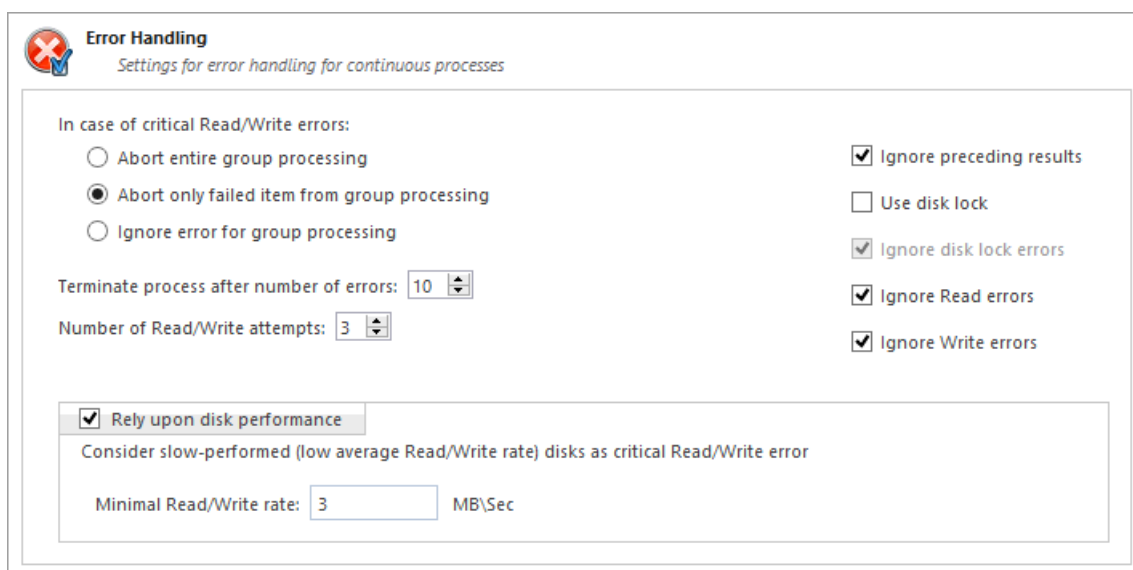 Error Handling
Settings for error handling for continuous processes
In case of critical Read/Write errors:
Abort entire group processing
Abort only failed item from group processing
Ignore error for group processing
Terminate process after number of errors: 10
Number of Read/Write attempts: 3
Ignore preceding results
Use disk lock
Ignore disk lock errors
Ignore Read errors
Ignore Write errors
Rely upon disk performance
Consider slow-performed (low average Read/Write rate) disks as critical Read/Write error
Minimal Read/Write rate: 3 MB\Sec